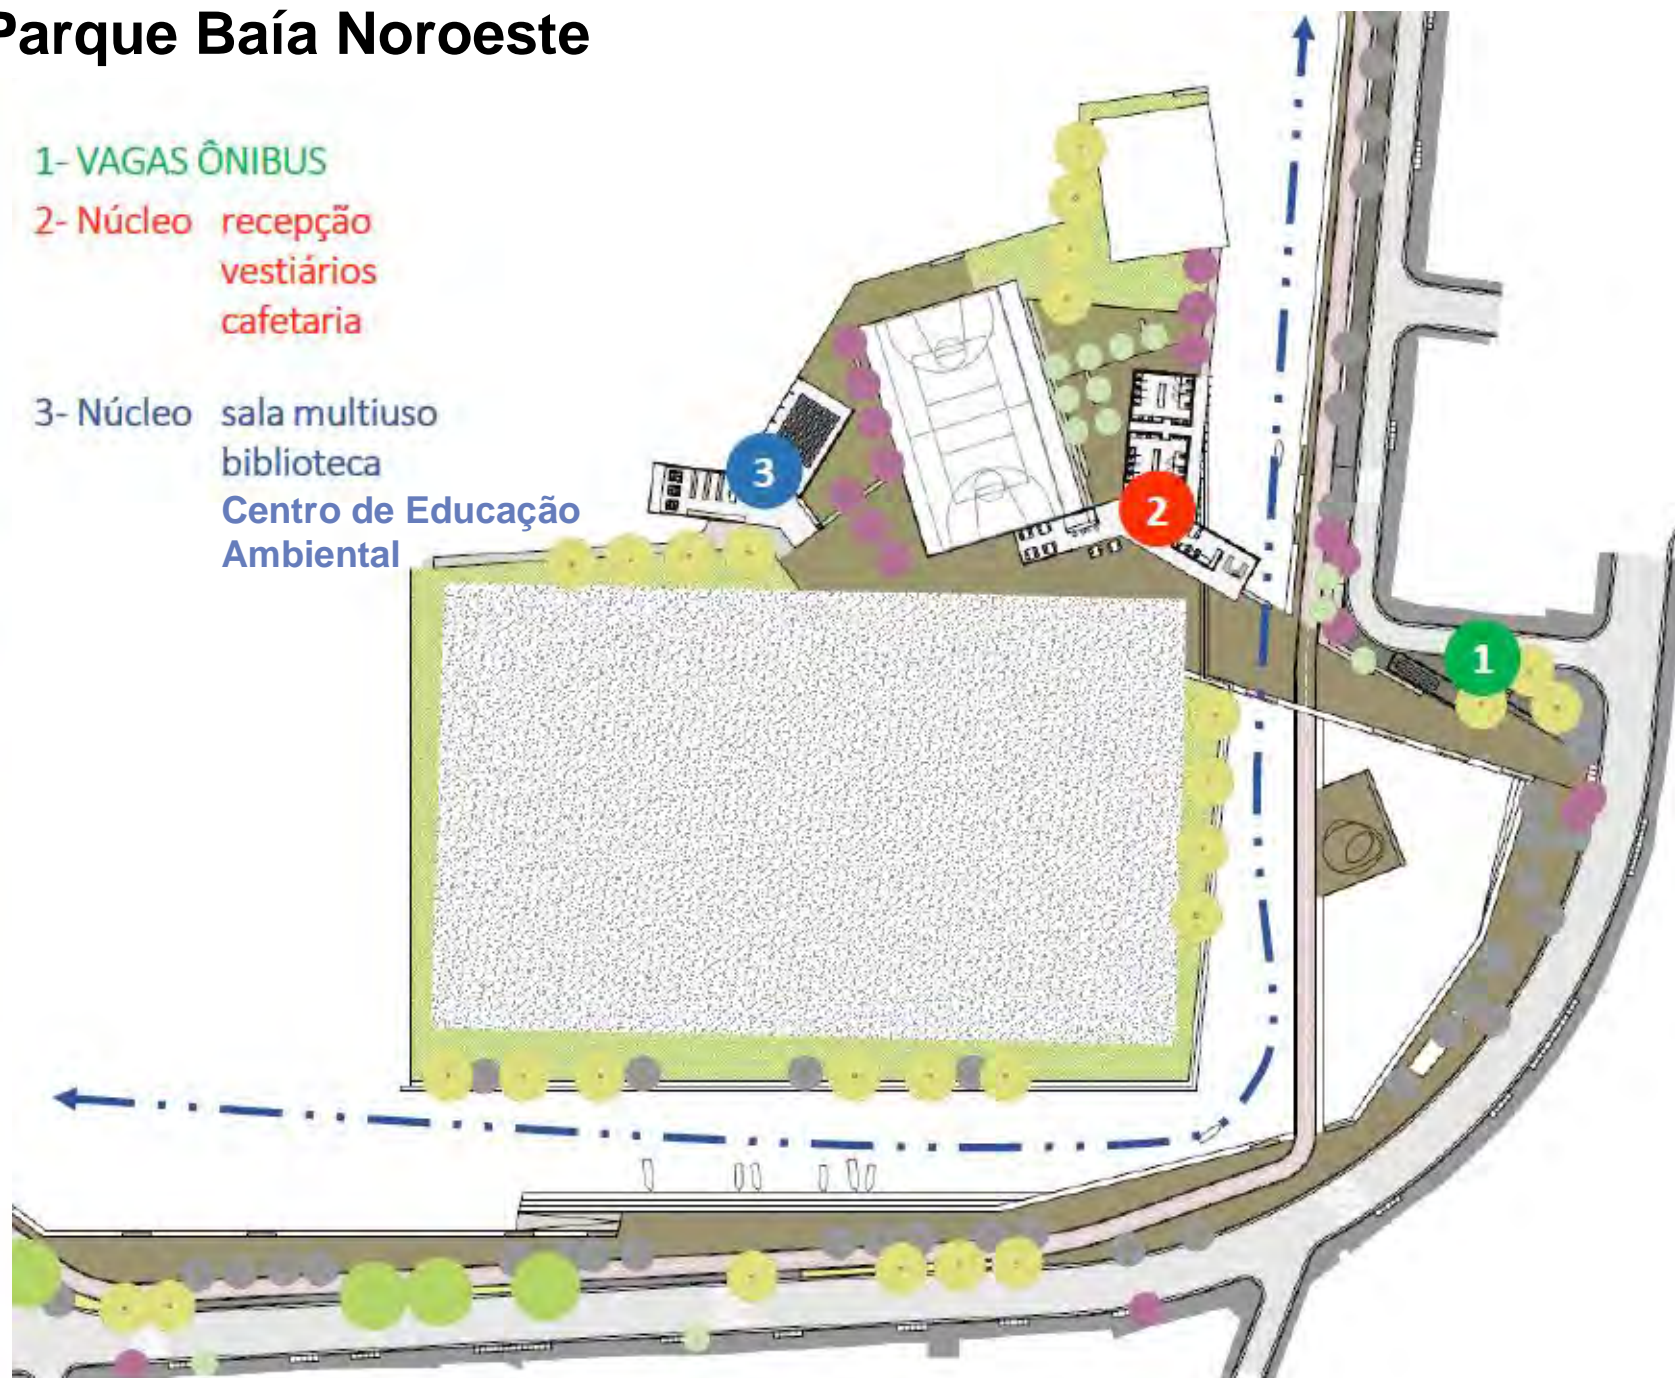 Parque Baía Noroeste
1- VAGAS ÔNIBUS
2- Núcleo recepção
vestiários
cafetaria
3- Núcleo sala multiuso
biblioteca
Centro de Educação
Ambiental
3
2
1